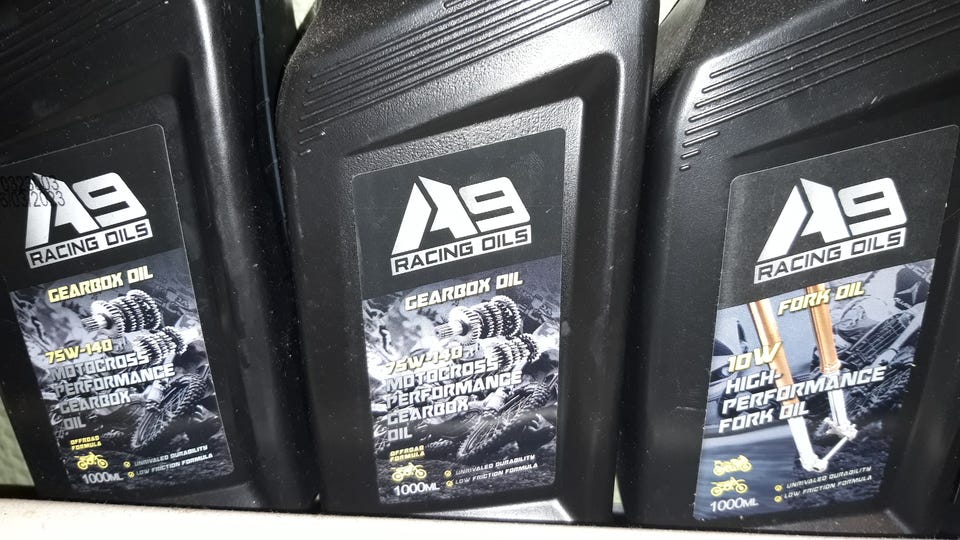 A9
RACING OILS
GEARBOX OIL
75W-140
MOTOCROSS
PERFORMANCE
GEARBOX
OIL
OFFROAD
FORMULA
UNRIVALED DURABILITY
LOW FRICTION FORMULA
1000ML
A9
RACING OILS
GEARBOX OIL
75W-140
MOTOCROSS
PERFORMANCE
GEARBOX
OIL
OFFROAD
FORMULA
UNRIVALED DURABILITY
LOW FRICTION FORMULA
1000ML
A9
RACING OILS
FORK OIL
10W
HIGH-
PERFORMANCE
FORK OIL
UNRIVALED DURABILITY
LOW FRICTION FORMULA
1000ML